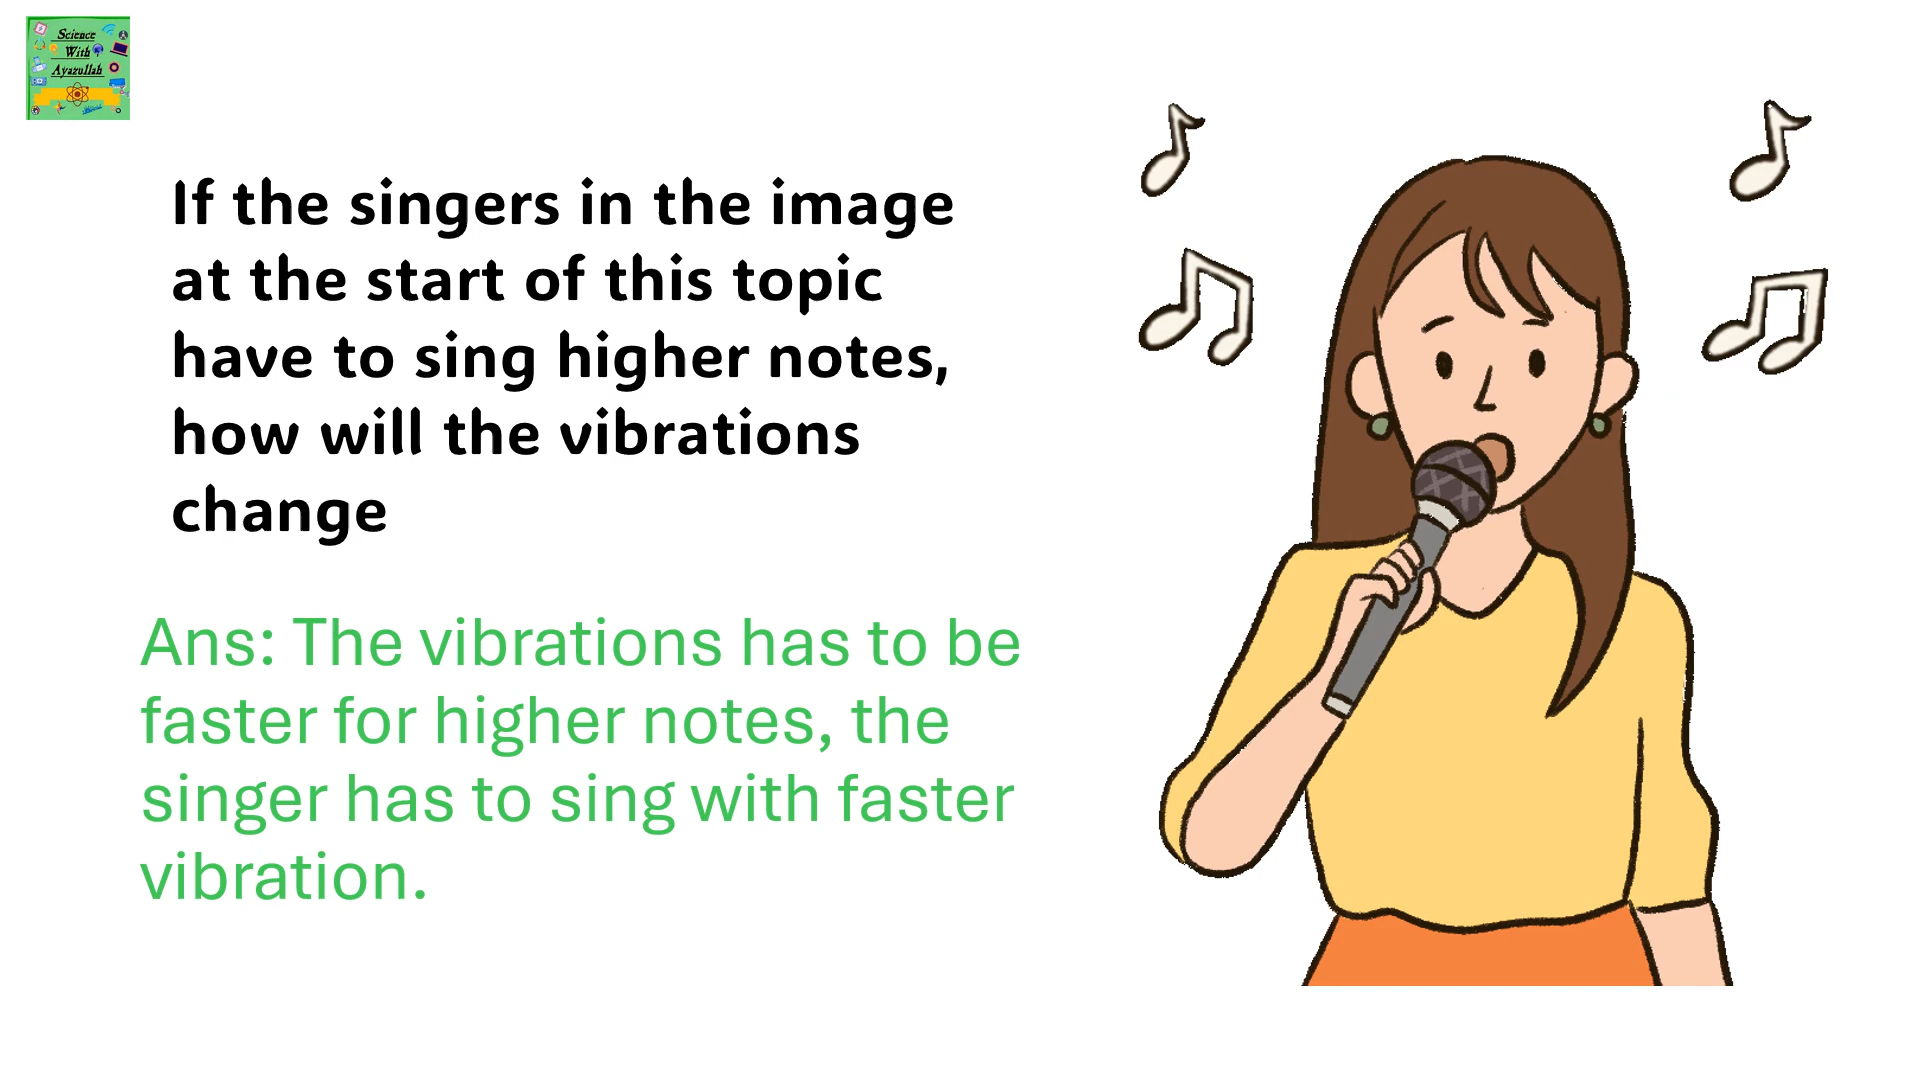 Science
With
Ayazullah
If the singers in the image
at the start of this topic
have to sing higher notes,
how will the vibrations
change
Ans: The vibrations has to be
faster for higher notes, the
singer has to sing with faster
vibration.